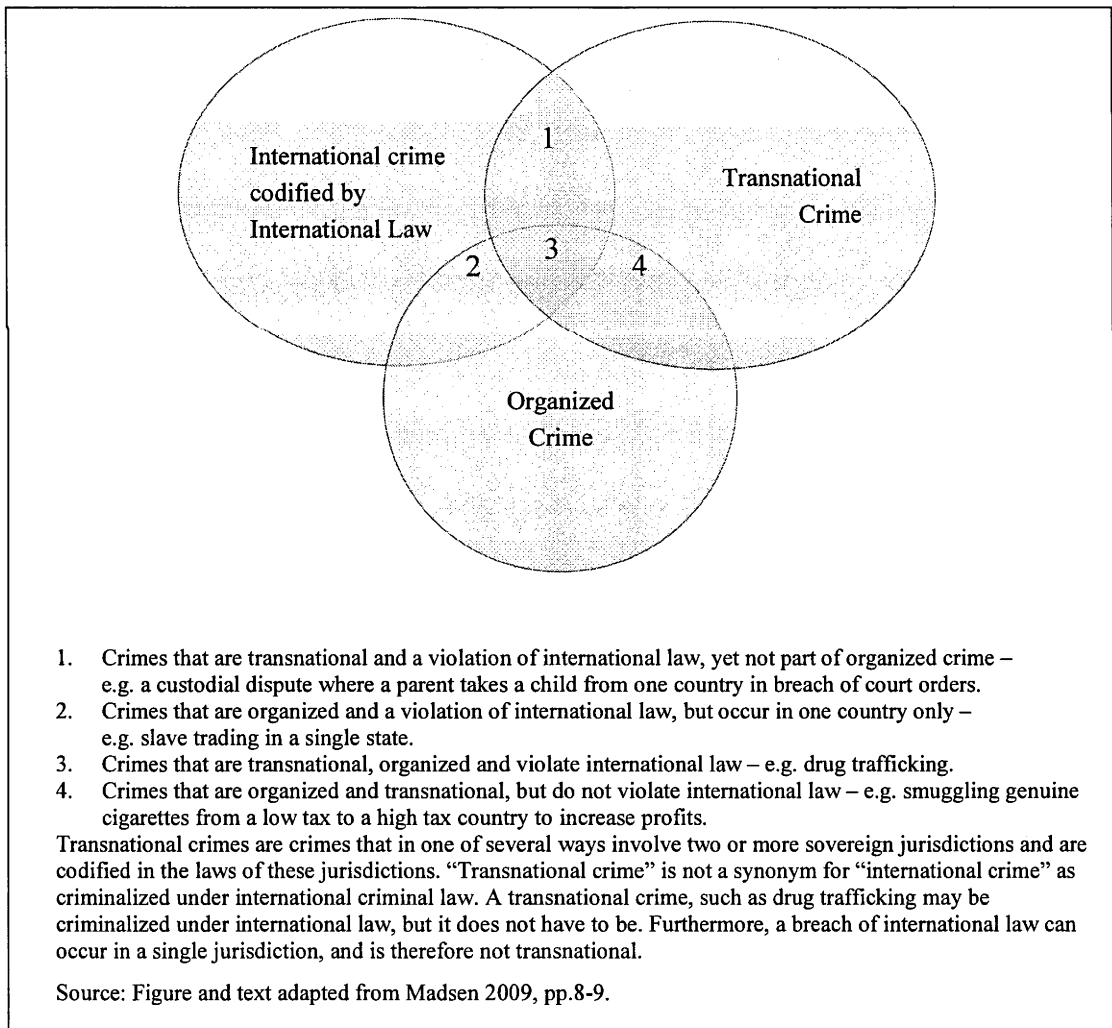 1
International crime
codified by
International Law
Transnational
Crime
2
3
4
Organized
Crime
1. Crimes that are transnational and a violation of international law, yet not part of organized crime –
e.g. a custodial dispute where a parent takes a child from one country in breach of court orders.
2. Crimes that are organized and a violation of international law, but occur in one country only –
e.g. slave trading in a single state.
3. Crimes that are transnational, organized and violate international law – e.g. drug trafficking.
4. Crimes that are organized and transnational, but do not violate international law – e.g. smuggling genuine
cigarettes from a low tax to a high tax country to increase profits.
Transnational crimes are crimes that in one of several ways involve two or more sovereign jurisdictions and are
codified in the laws of these jurisdictions. “Transnational crime” is not a synonym for “international crime” as
criminalized under international criminal law. A transnational crime, such as drug trafficking may be
criminalized under international law, but it does not have to be. Furthermore, a breach of international law can
occur in a single jurisdiction, and is therefore not transnational.
Source: Figure and text adapted from Madsen 2009, pp.8-9.